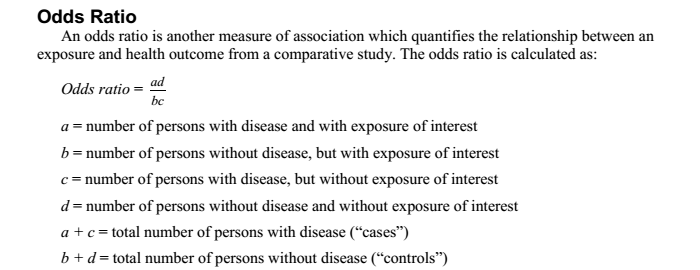 Odds Ratio
An odds ratio is another measure of association which quantifies the relationship between an
exposure and health outcome from a comparative study. The odds ratio is calculated as:
Odds ratio = ad
bc
a = number of persons with disease and with exposure of interest
b = number of persons without disease, but with exposure of interest
c = number of persons with disease, but without exposure of interest
d = number of persons without disease and without exposure of interest
a + c = total number of persons with disease (“cases”)
b + d = total number of persons without disease (“controls”)